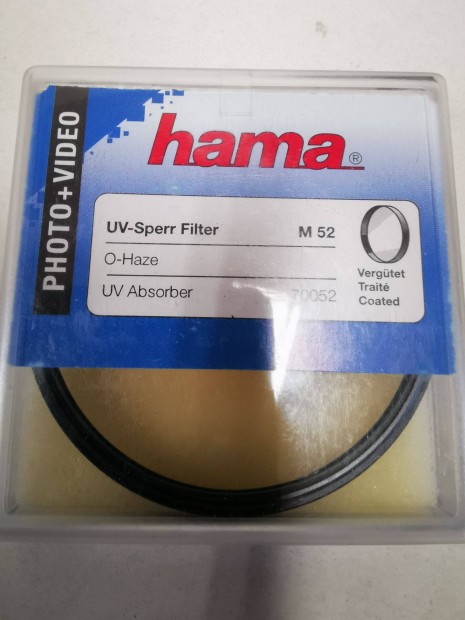 PHOTO+VIDEO
hama®
UV-Sperr Filter M 52
O-Haze
UV Absorber 70052
Vergütet
Traité
Coated